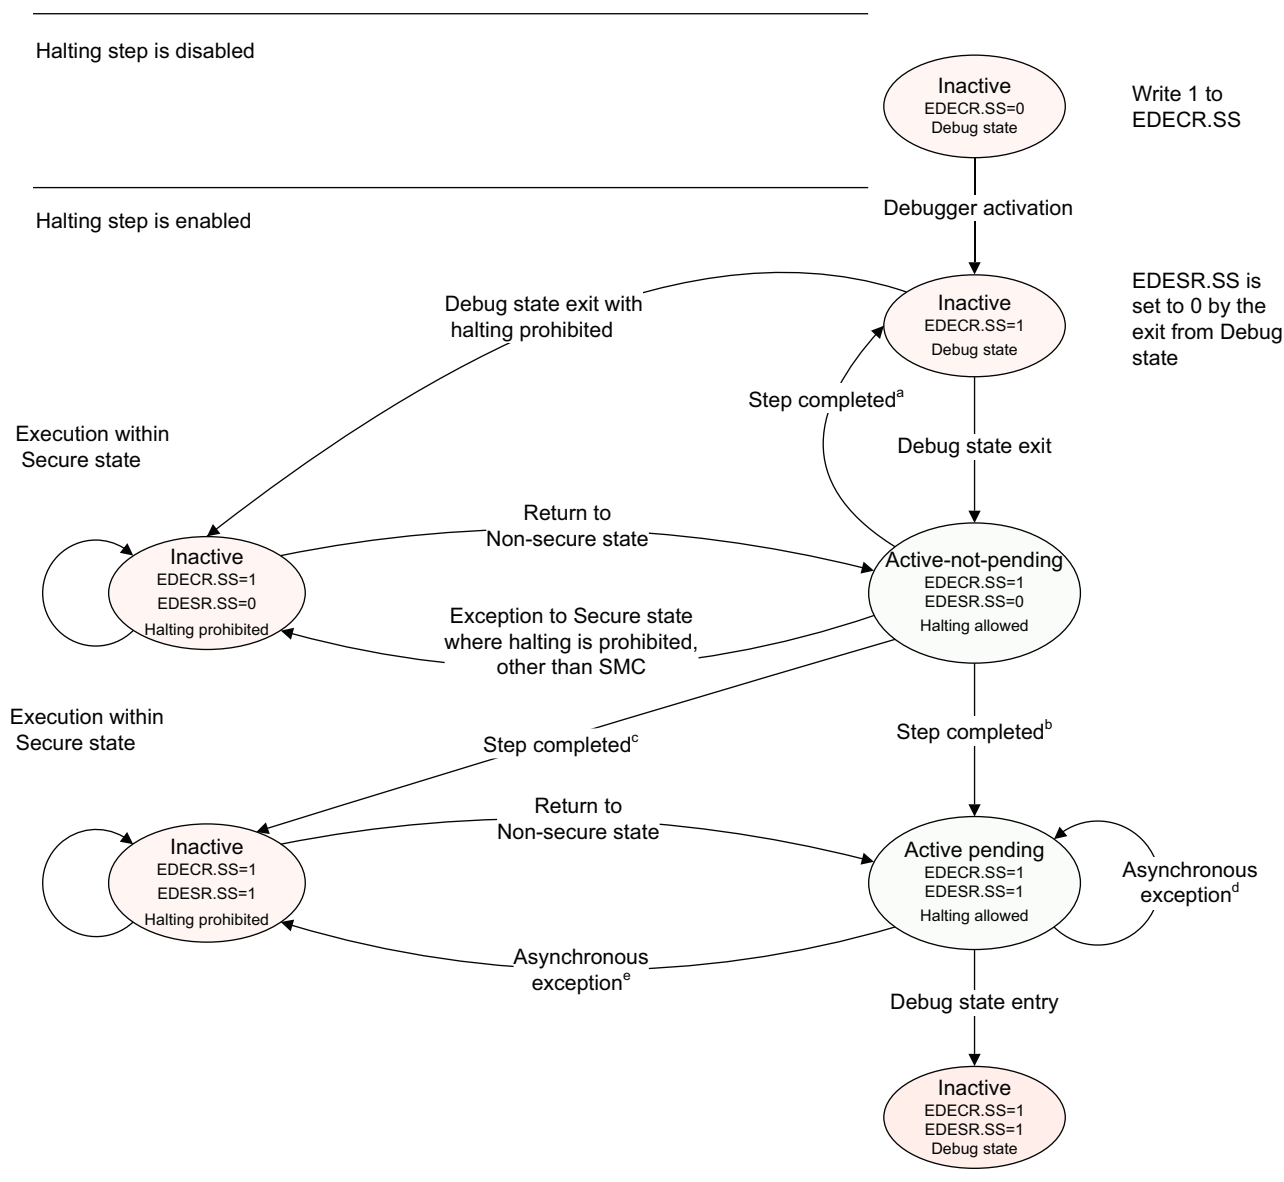 Halting step is disabled
Inactive
EDECR.SS=0
Debug state
Write 1 to
EDECR.SS
Debugger activation
Halting step is enabled
Inactive
EDECR.SS=1
Debug state
EDESR.SS is
set to 0 by the
exit from Debug
state
Debug state exit with
halting prohibited
Step completedᵃ
Debug state exit
Execution within
Secure state
Return to
Non-secure state
Inactive
EDECR.SS=1
EDESR.SS=0
Halting prohibited
Active-not-pending
EDECR.SS=1
EDESR.SS=0
Halting allowed
Exception to Secure state
where halting is prohibited,
other than SMC
Execution within
Secure state
Step completedᶜ
Step completedᵇ
Return to
Non-secure state
Inactive
EDECR.SS=1
EDESR.SS=1
Halting prohibited
Active pending
EDECR.SS=1
EDESR.SS=1
Halting allowed
Asynchronous
exceptionᵈ
Asynchronous
exceptionᵉ
Debug state entry
Inactive
EDECR.SS=1
EDESR.SS=1
Debug state